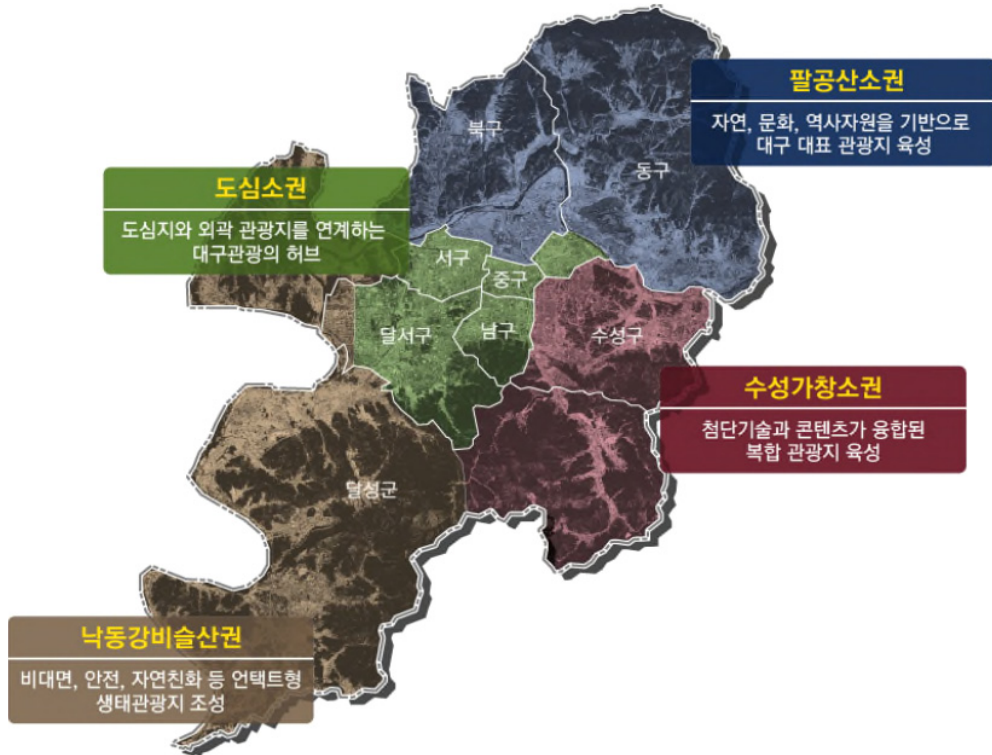 팔공산소권
자연, 문화, 역사자원을 기반으로
대구 대표 관광지 육성
북구
동구
도심소권
도심지와 외곽 관광지를 연계하는
대구관광의 허브
서구
중구
달서구
남구
수성구
수성가창소권
첨단기술과 콘텐츠가 융합된
복합 관광지 육성
달성군
낙동강비슬산권
비대면, 안전, 자연친화 등 언택트형
생태관광지 조성